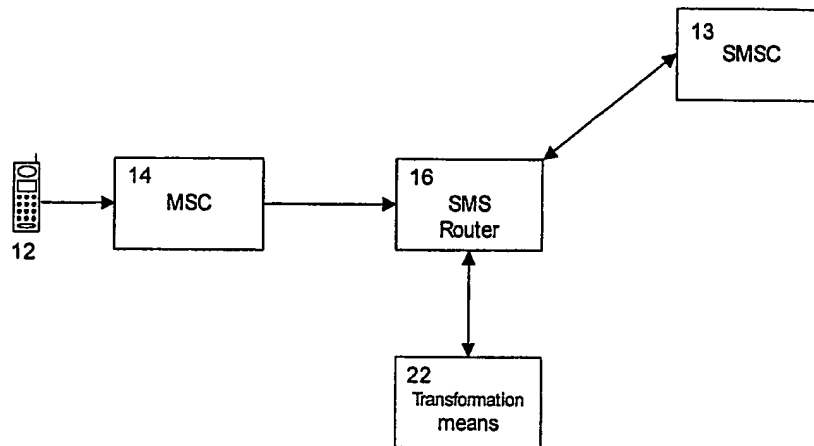 13
SMSC
14
MSC
16
SMS
Router
12
22
Transformation
means